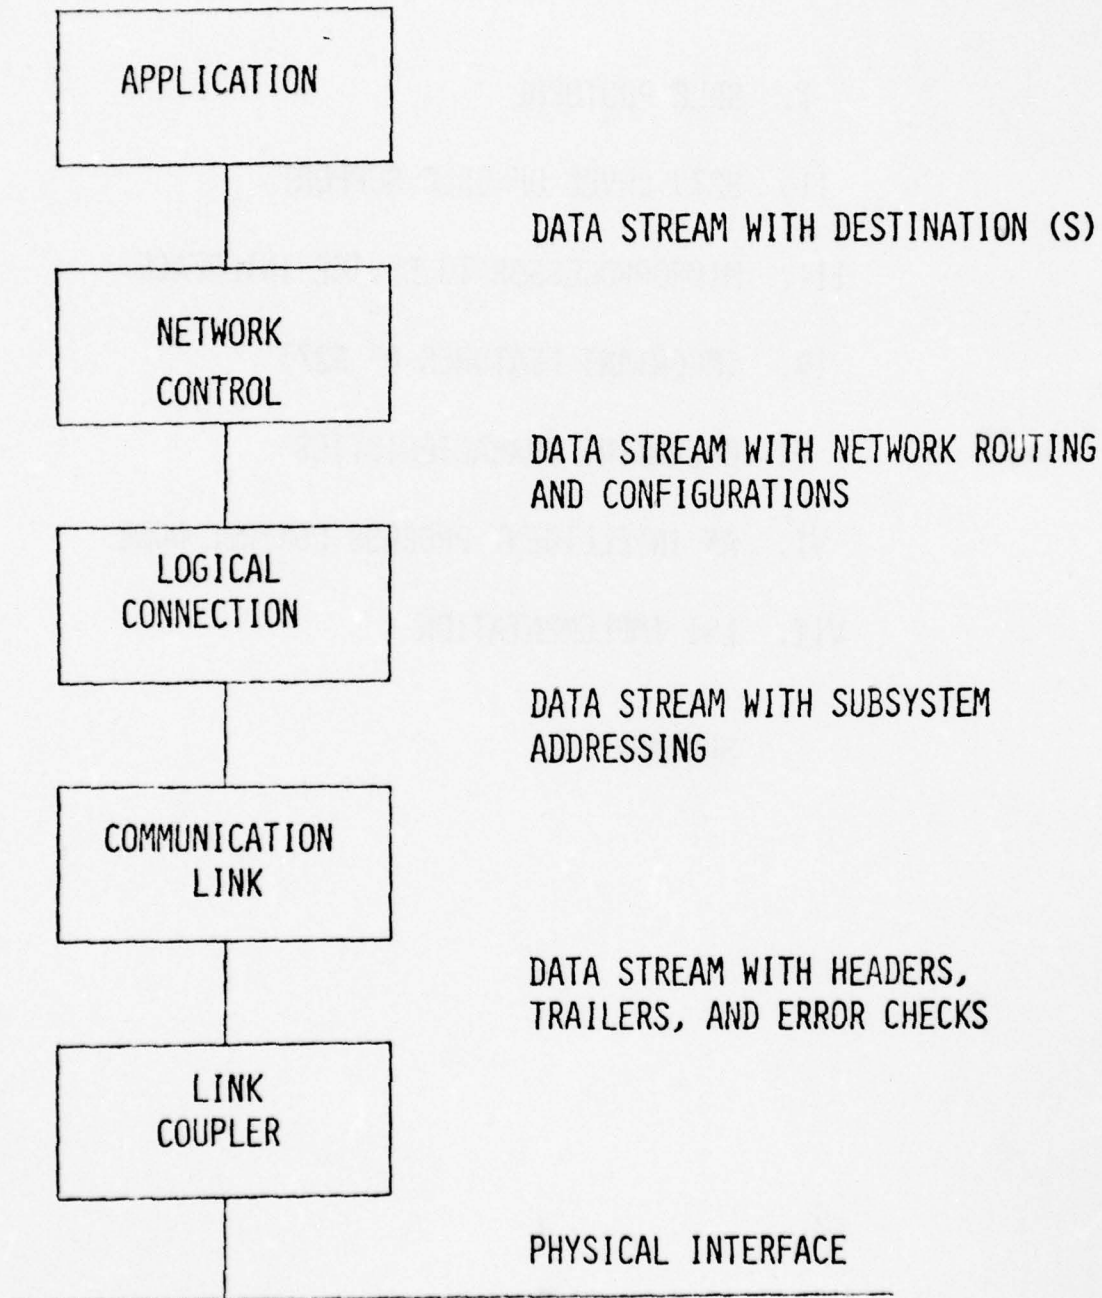 APPLICATION
DATA STREAM WITH DESTINATION (S)
NETWORK
CONTROL
DATA STREAM WITH NETWORK ROUTING
AND CONFIGURATIONS
LOGICAL
CONNECTION
DATA STREAM WITH SUBSYSTEM
ADDRESSING
COMMUNICATION
LINK
DATA STREAM WITH HEADERS,
TRAILERS, AND ERROR CHECKS
LINK
COUPLER
PHYSICAL INTERFACE